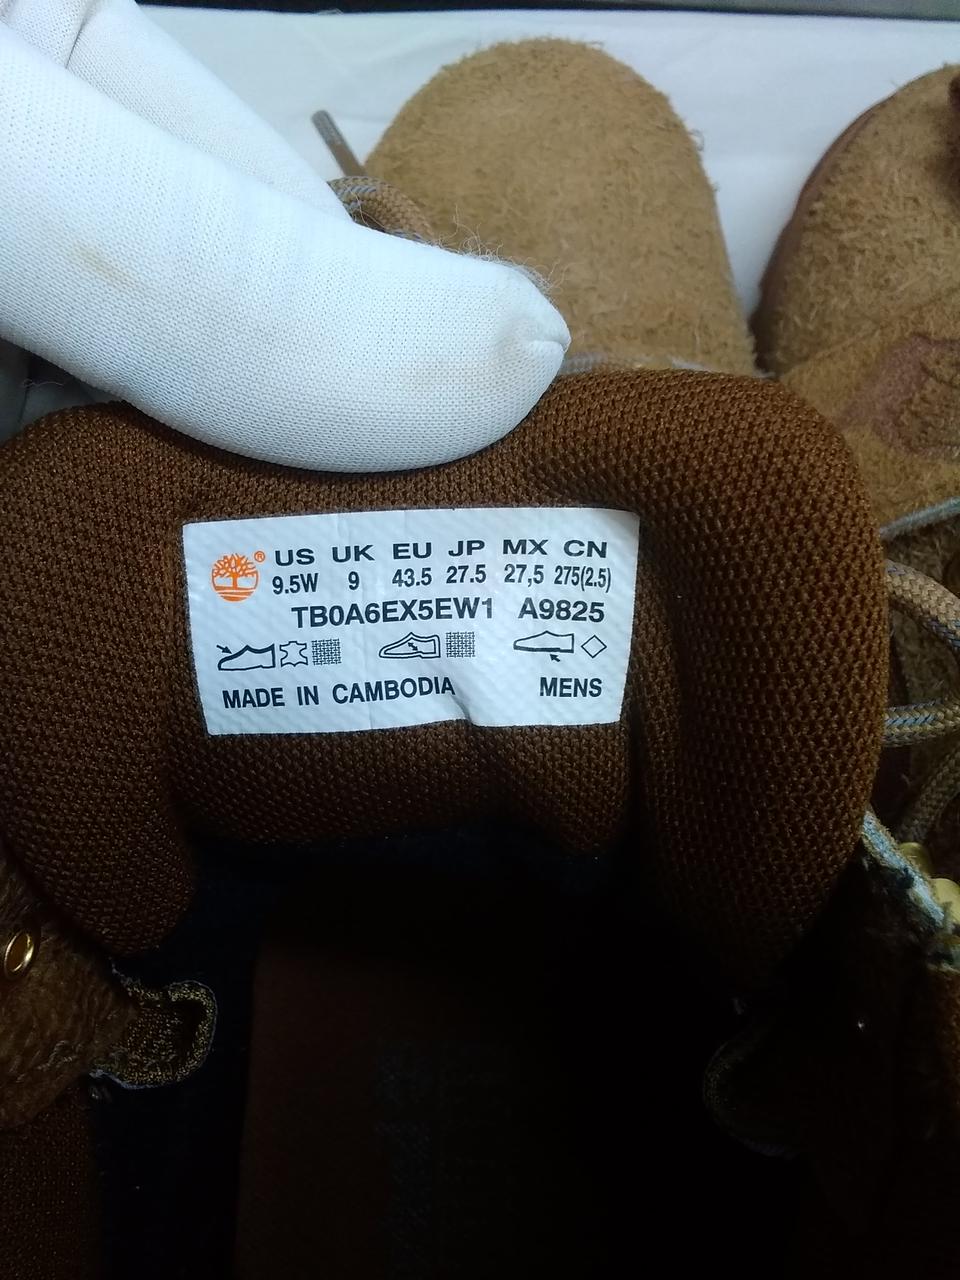 ® US UK EU JP MX CN
9.5W 9 43.5 27.5 27,5 275(2.5)
TB0A6EX5EW1 A9825
MADE IN CAMBODIA MENS